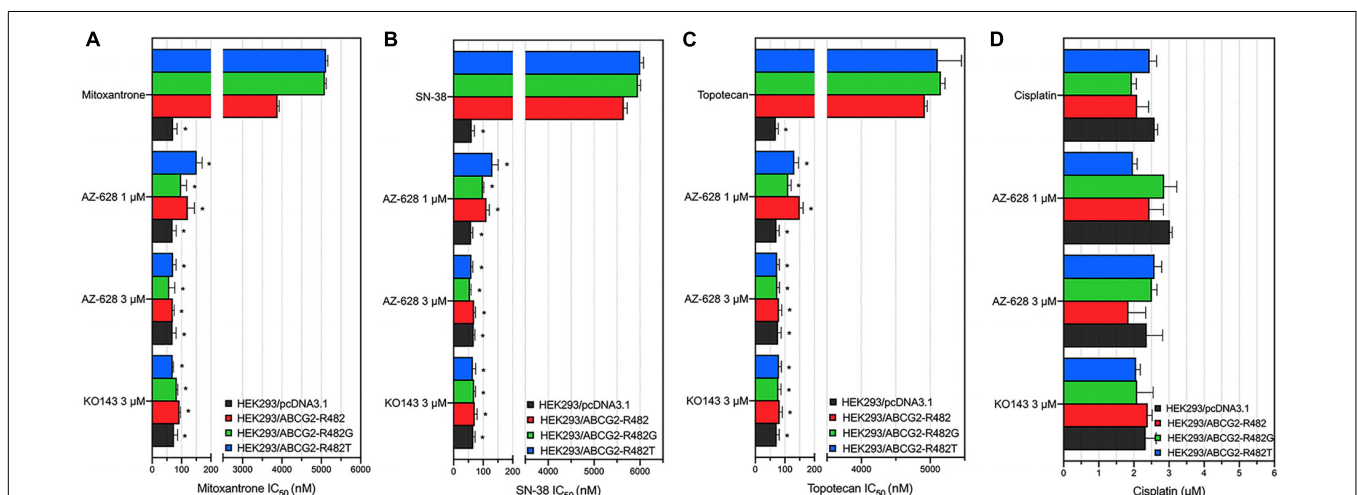 A
Mitoxantrone
AZ-628 1 µM
AZ-628 3 µM
KO143 3 µM
* * * * * * * * * * * * *
HEK293/pcDNA3.1
HEK293/ABCG2-R482
HEK293/ABCG2-R482G
HEK293/ABCG2-R482T
0 100 200 3000 4000 5000 6000
Mitoxantrone IC50 (nM)
B
SN-38
AZ-628 1 µM
AZ-628 3 µM
KO143 3 µM
* * * * * * * * * * * * *
HEK293/pcDNA3.1
HEK293/ABCG2-R482
HEK293/ABCG2-R482G
HEK293/ABCG2-R482T
0 100 200 4000 5000 6000
SN-38 IC50 (nM)
C
Topotecan
AZ-628 1 µM
AZ-628 3 µM
KO143 3 µM
* * * * * * * * * * * * *
HEK293/pcDNA3.1
HEK293/ABCG2-R482
HEK293/ABCG2-R482G
HEK293/ABCG2-R482T
0 100 200 4000 5000
Topotecan IC50 (nM)
D
Cisplatin
AZ-628 1 µM
AZ-628 3 µM
KO143 3 µM
HEK293/pcDNA3.1
HEK293/ABCG2-R482
HEK293/ABCG2-R482G
HEK293/ABCG2-R482T
0 1 2 3 4 5 6
Cisplatin (µM)